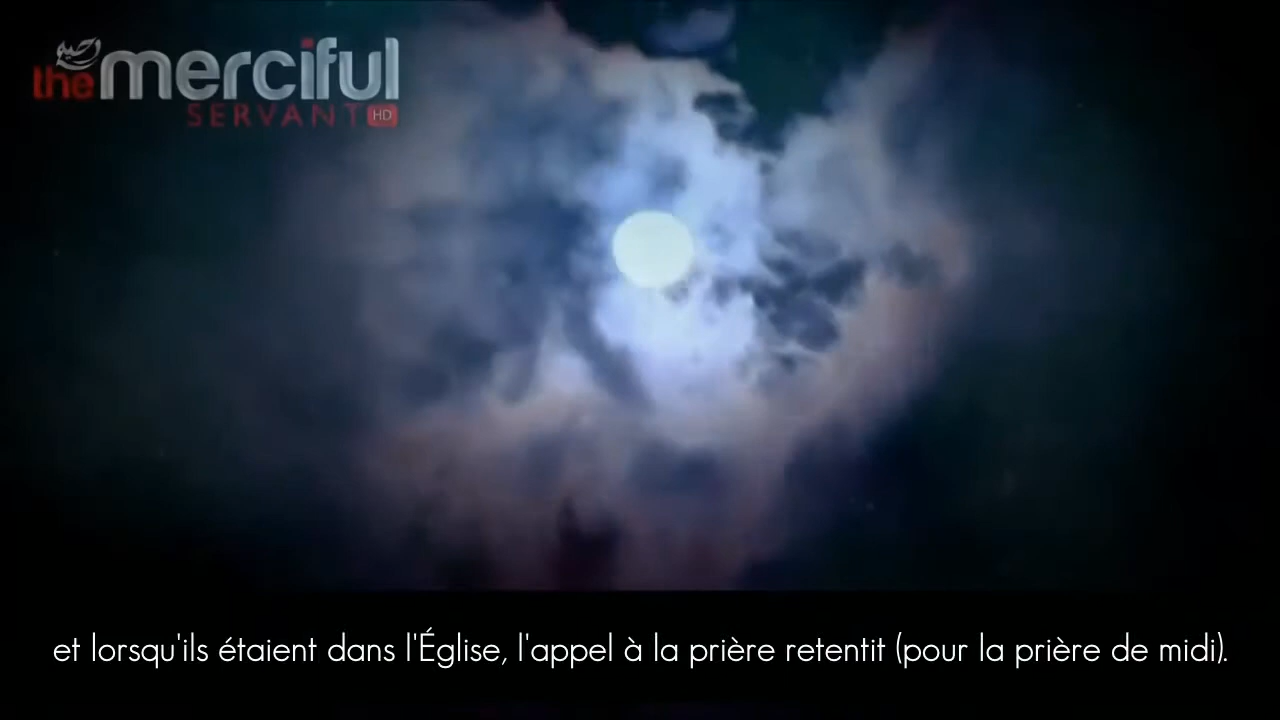 the merciful
SERVANT HD
et lorsqu'ils étaient dans l'Église, l'appel à la prière retentit (pour la prière de midi).